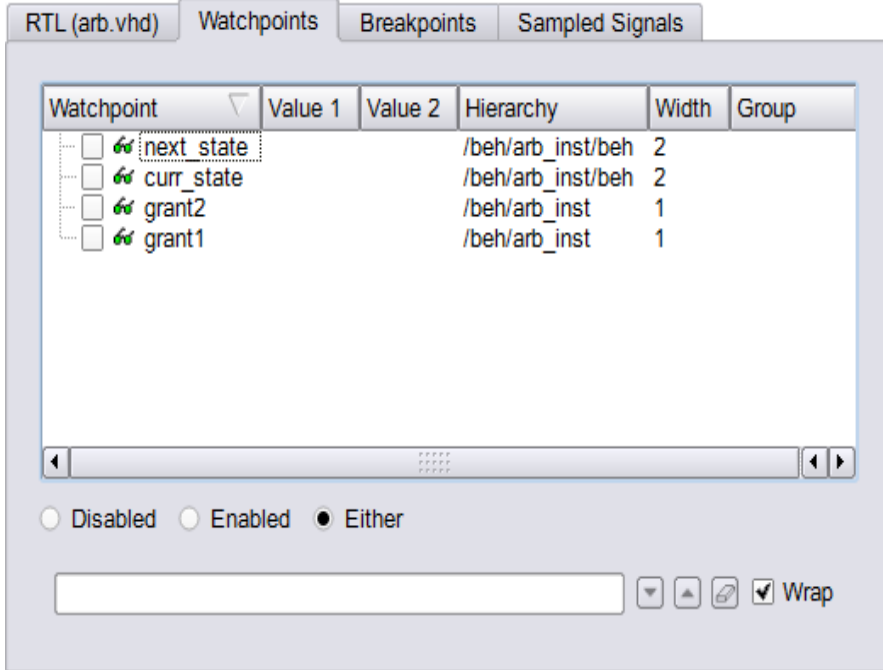 RTL (arb.vhd) Watchpoints Breakpoints Sampled Signals
Watchpoint Value 1 Value 2 Hierarchy Width Group
next_state /beh/arb_inst/beh 2
curr_state /beh/arb_inst/beh 2
grant2 /beh/arb_inst 1
grant1 /beh/arb_inst 1
Disabled Enabled Either
Wrap